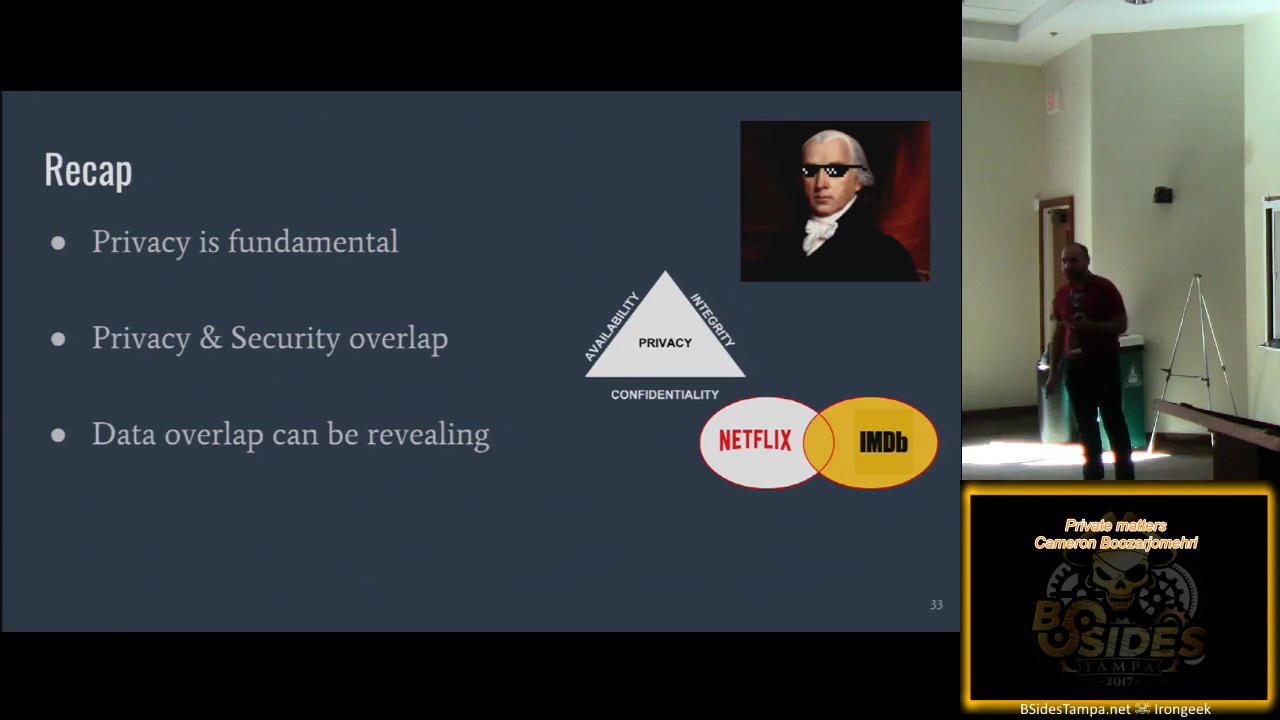 Recap
● Privacy is fundamental
● Privacy & Security overlap
● Data overlap can be revealing
AVAILABILITY
INTEGRITY
PRIVACY
CONFIDENTIALITY
NETFLIX
IMDb
33
Private matters
Cameron Boozarjomehri
BSIDES
TAMPA
-2017-
BSidesTampa.net ☠ Irongeek